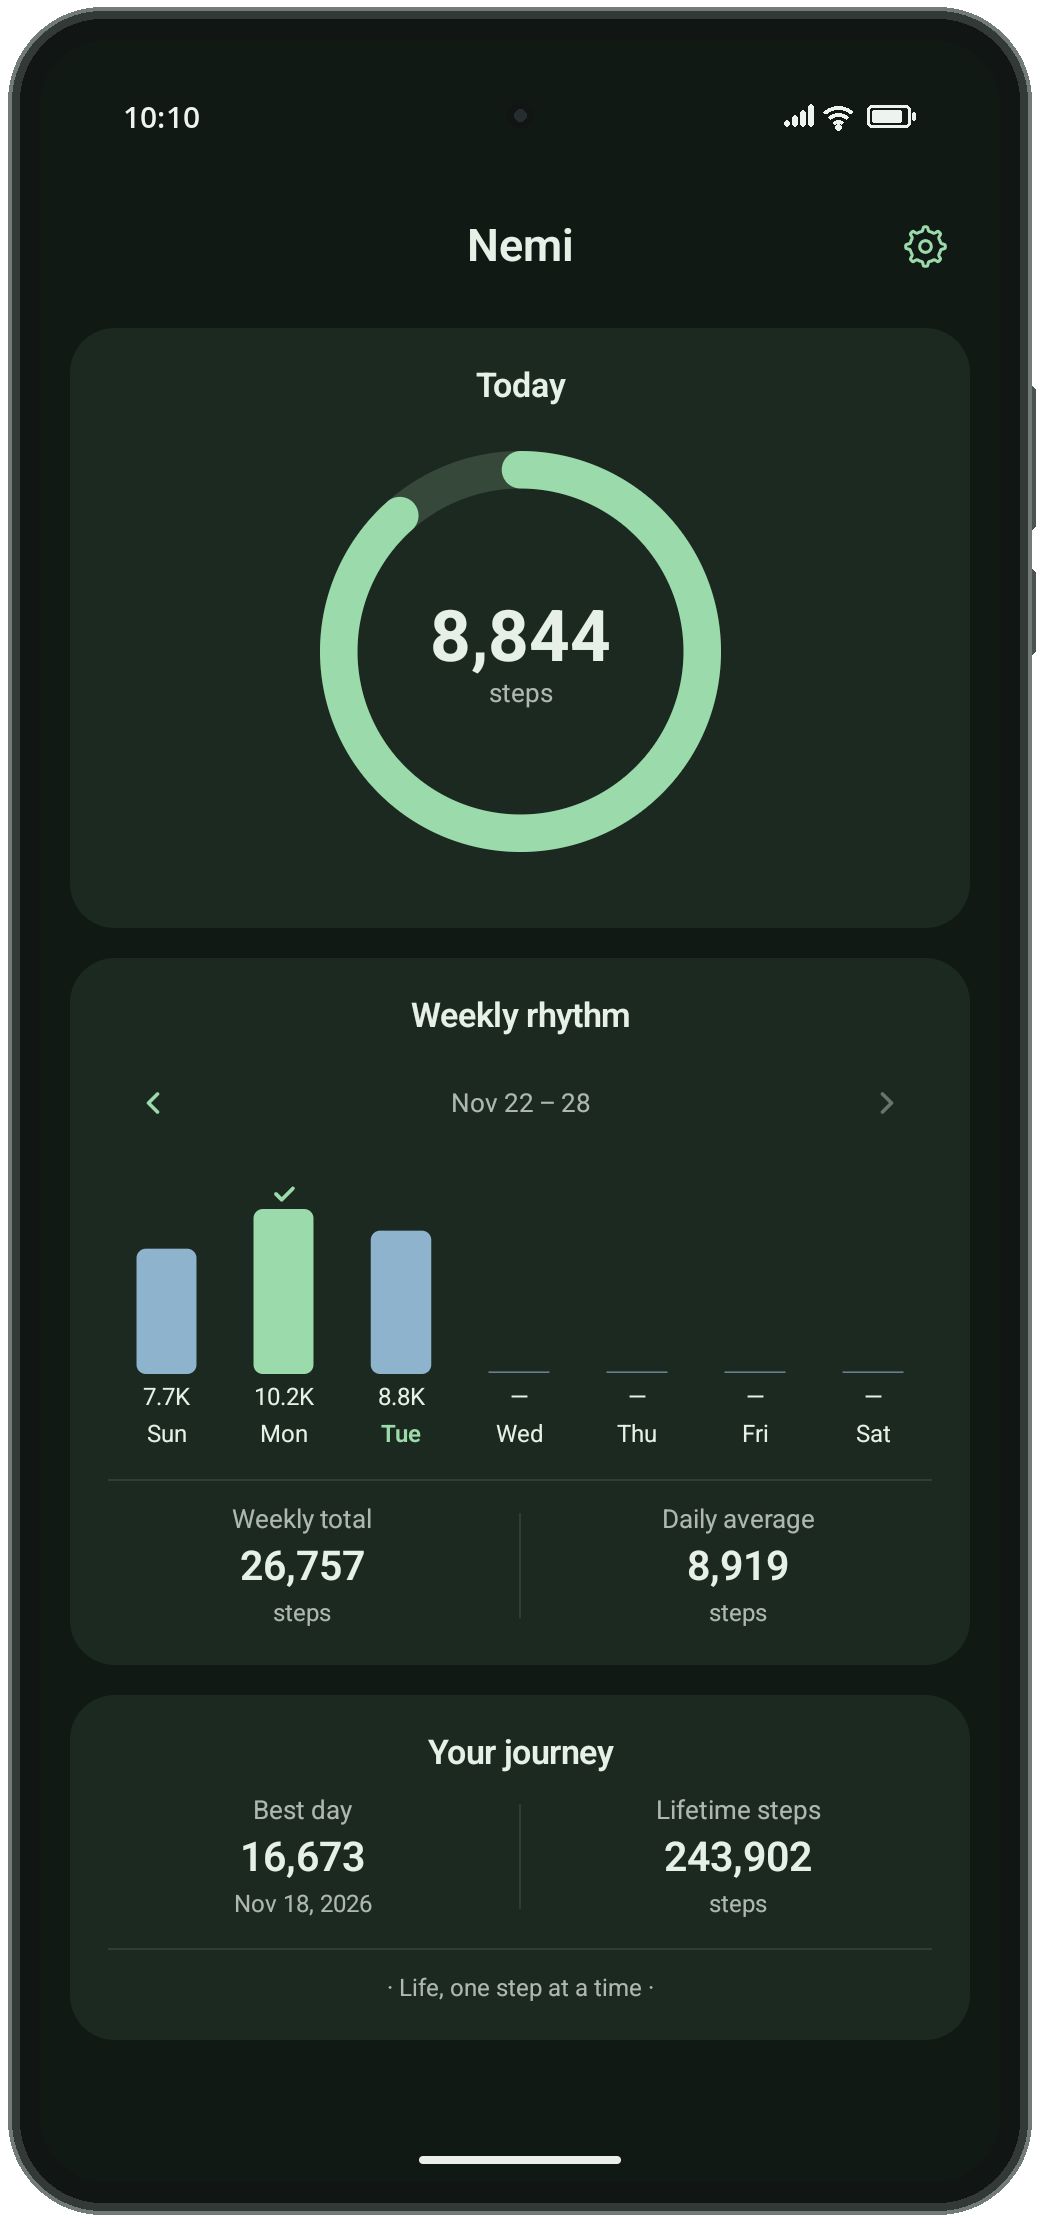 10:10
Nemi
Today
8,844
steps
Weekly rhythm
Nov 22 – 28
7.7K 10.2K 8.8K – – – –
Sun Mon Tue Wed Thu Fri Sat
Weekly total Daily average
26,757 8,919
steps steps
Your journey
Best day Lifetime steps
16,673 243,902
Nov 18, 2026 steps
· Life, one step at a time ·